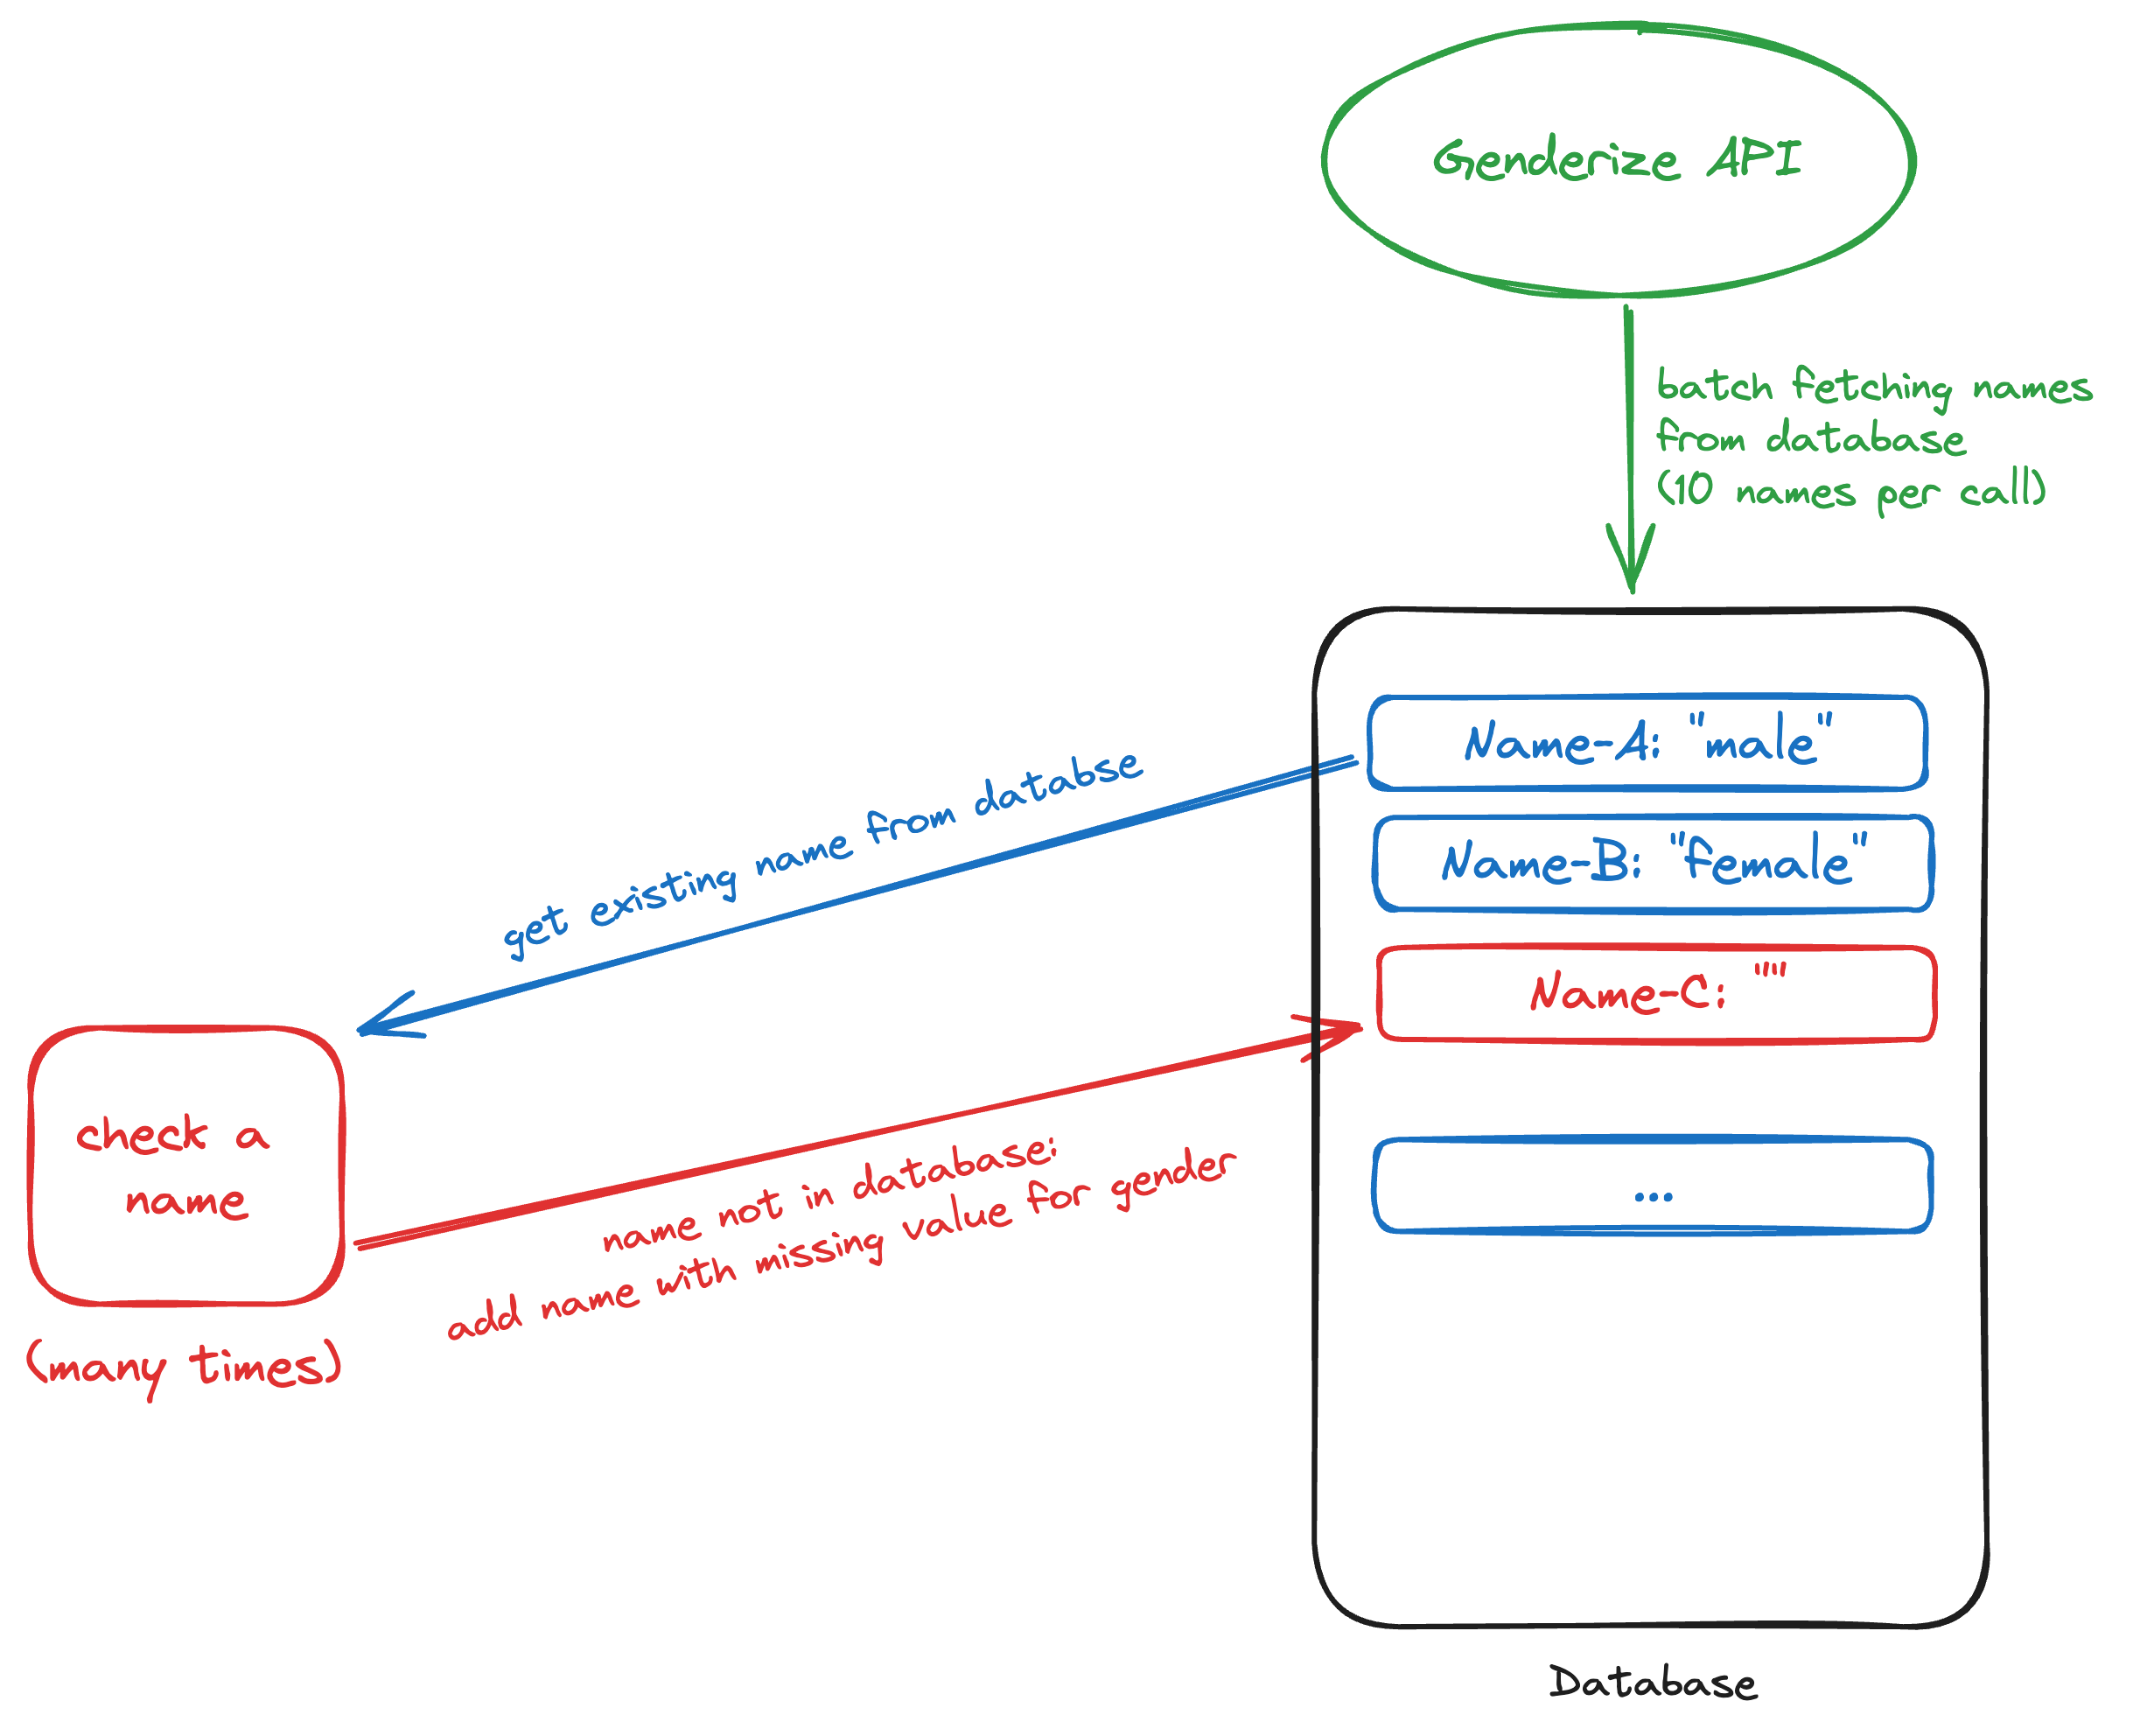 Genderize API
batch fetching names
from database
(10 names per call)
Name-A: "male"
Name-B: "female"
Name-C: ""
...
get existing name from databse
name not in database:
add name with missing value for gender
check a
name
(many times)
Database